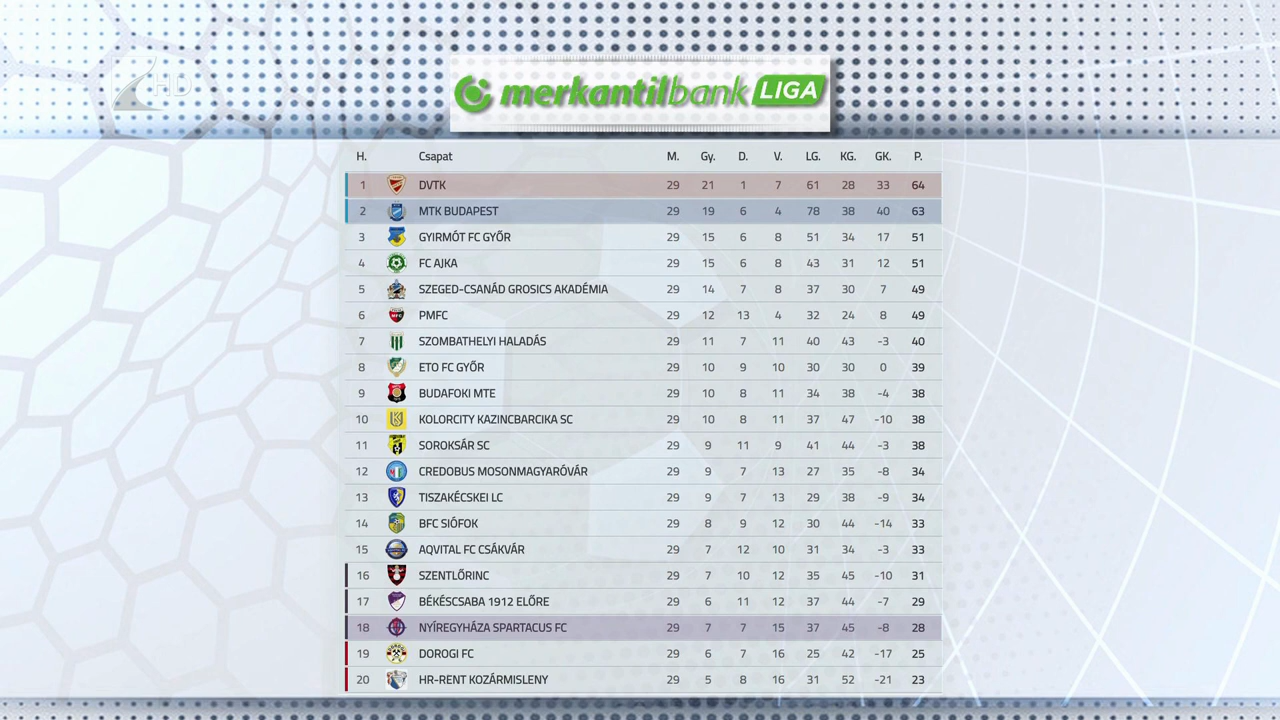 HD
merkantilbank LIGA
H. Csapat M. Gy. D. V. LG. KG. GK. P.
1 DVTK 29 21 1 7 61 28 33 64
2 MTK BUDAPEST 29 19 6 4 78 38 40 63
3 GYIRMÓT FC GYŐR 29 15 6 8 51 34 17 51
4 FC AJKA 29 15 6 8 43 31 12 51
5 SZEGED-CSANÁD GROSICS AKADÉMIA 29 14 7 8 37 30 7 49
6 PMFC 29 12 13 4 32 24 8 49
7 SZOMBATHELYI HALADÁS 29 11 7 11 40 43 -3 40
8 ETO FC GYŐR 29 10 9 10 30 30 0 39
9 BUDAFOKI MTE 29 10 8 11 34 38 -4 38
10 KOLORCITY KAZINCBARCIKA SC 29 10 8 11 37 47 -10 38
11 SOROKSÁR SC 29 9 11 9 41 44 -3 38
12 CREDOBUS MOSONMAGYARÓVÁR 29 9 7 13 27 35 -8 34
13 TISZAKÉCSKEI LC 29 9 7 13 29 38 -9 34
14 BFC SIÓFOK 29 8 9 12 30 44 -14 33
15 AQVITAL FC CSÁKVÁR 29 7 12 10 31 34 -3 33
16 SZENTLŐRINC 29 7 10 12 35 45 -10 31
17 BÉKÉSCSABA 1912 ELŐRE 29 6 11 12 37 44 -7 29
18 NYÍREGYHÁZA SPARTACUS FC 29 7 7 15 37 45 -8 28
19 DOROGI FC 29 6 7 16 25 42 -17 25
20 HR-RENT KOZÁRMISLENY 29 5 8 16 31 52 -21 23